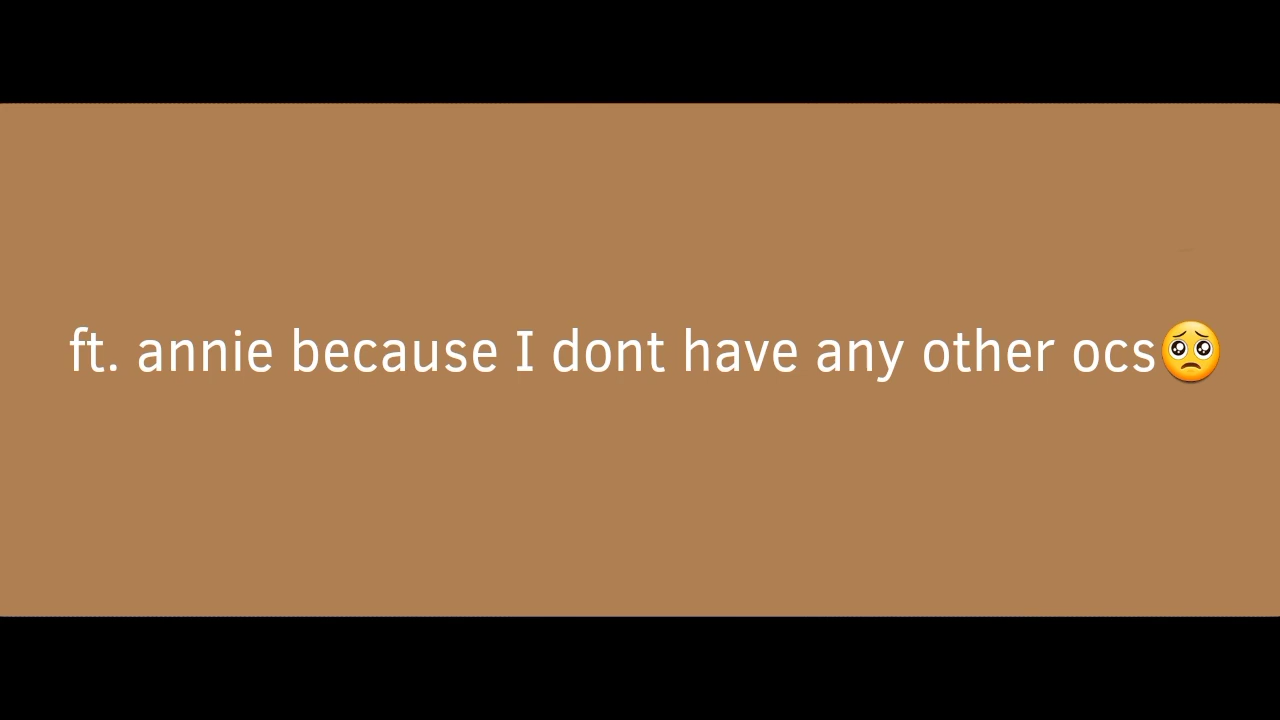 ft. annie because I dont have any other ocs🥺